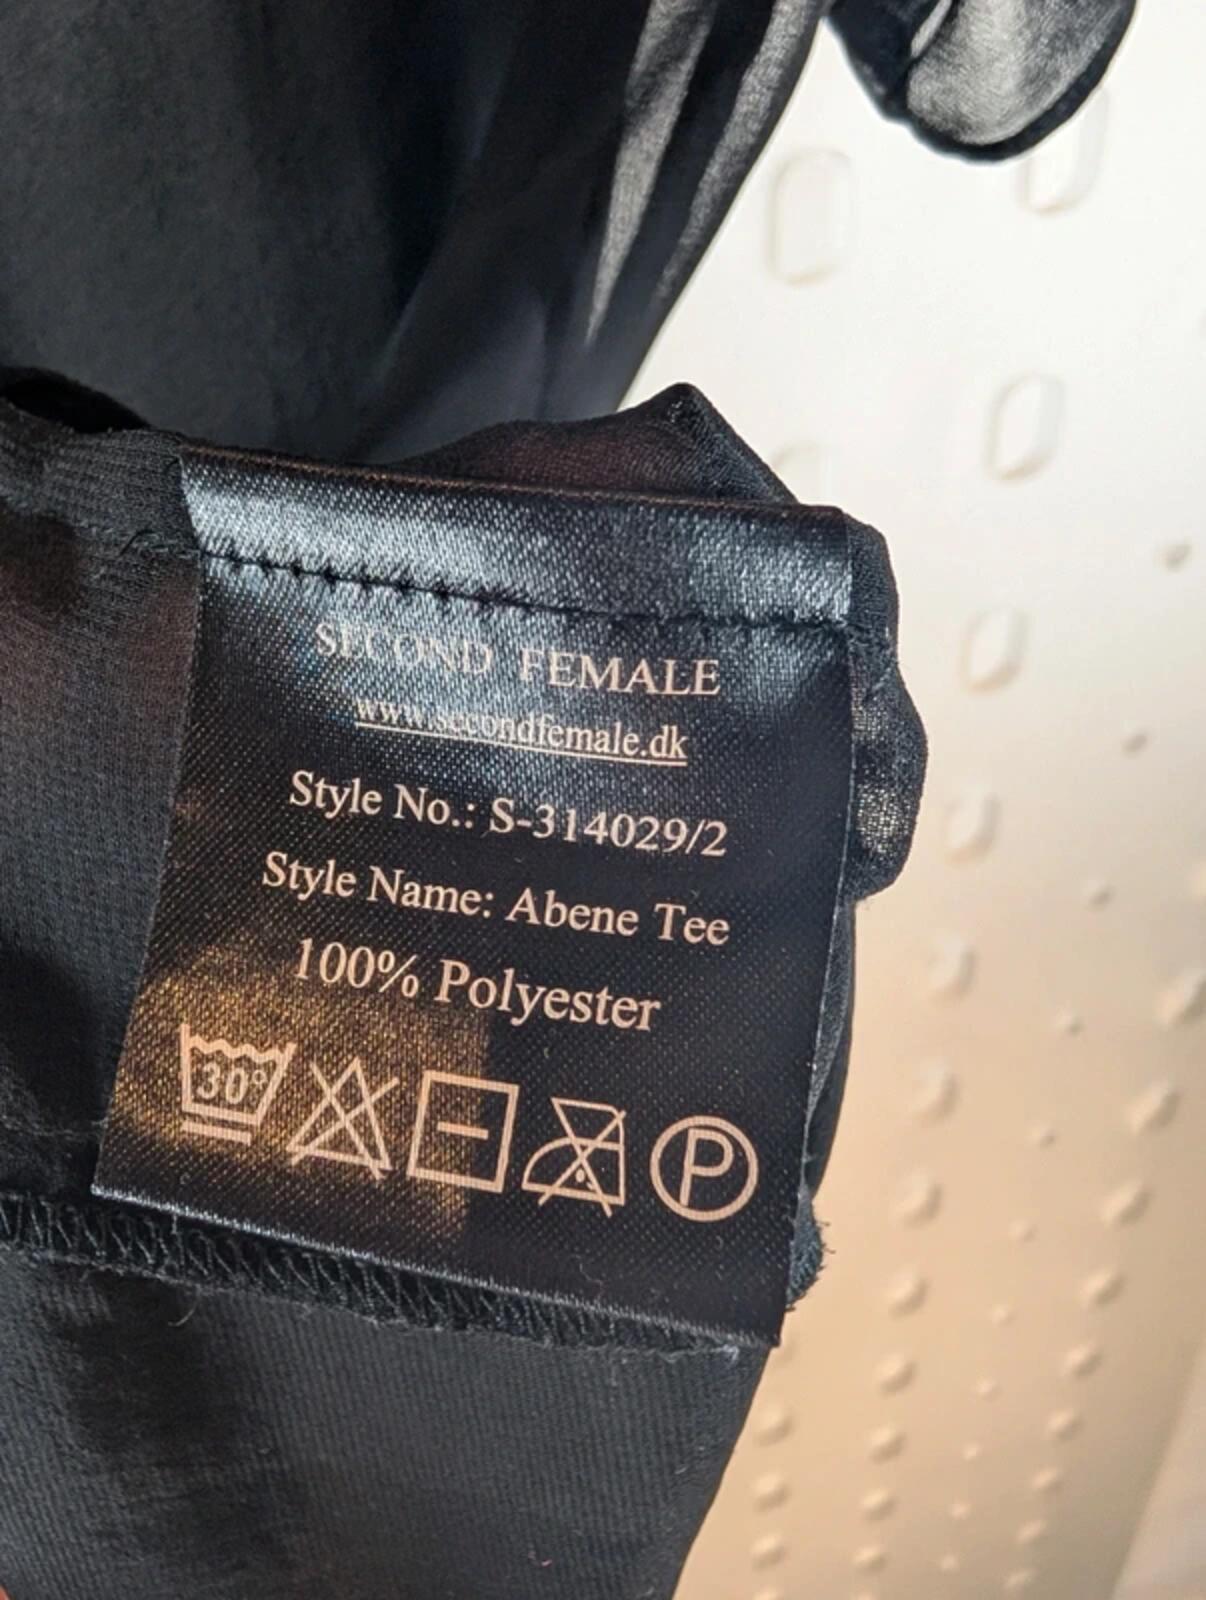 SECOND FEMALE
www.secondfemale.dk
Style No.: S-314029/2
Style Name: Abene Tee
100% Polyester
30° P